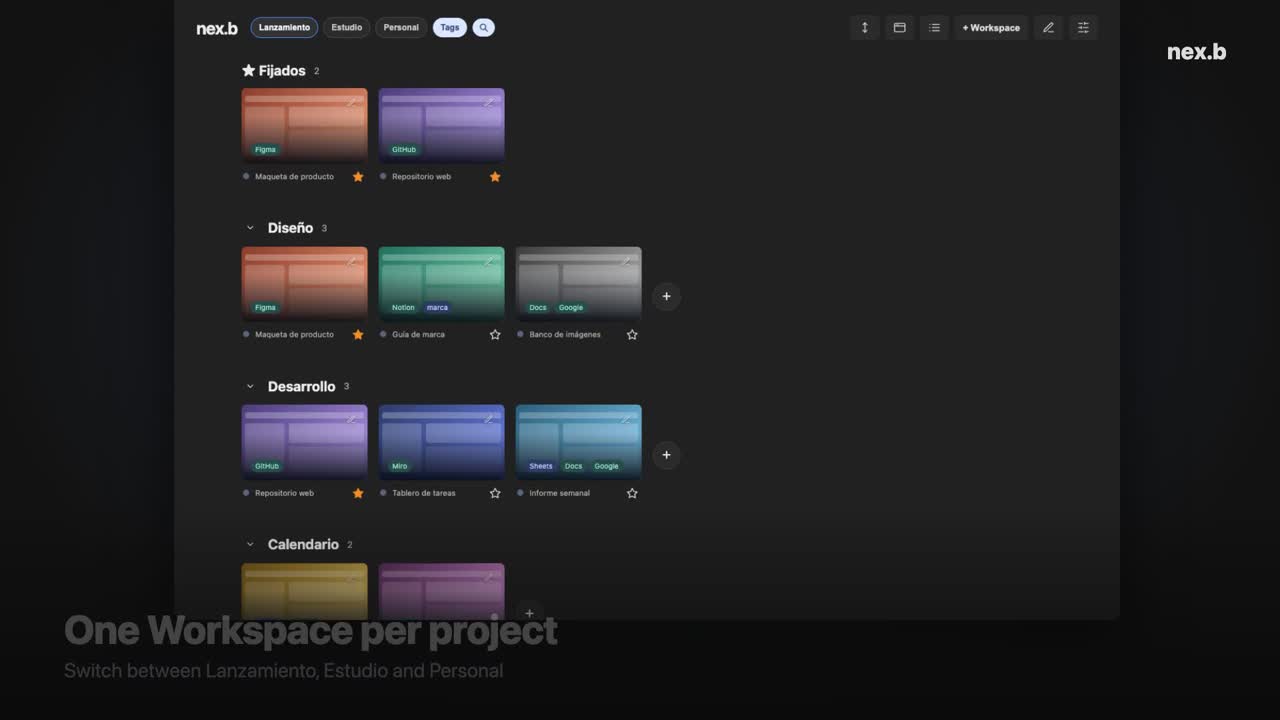 nex.b Lanzamiento Estudio Personal Tags + Workspace
nex.b
Fijados 2
Figma GitHub
Maqueta de producto Repositorio web
Diseño 3
Figma Notion marca Docs Google
Maqueta de producto Guía de marca Banco de imágenes
Desarrollo 3
GitHub Miro Sheets Docs Google
Repositorio web Tablero de tareas Informe semanal
Calendario 2
One Workspace per project
Switch between Lanzamiento, Estudio and Personal